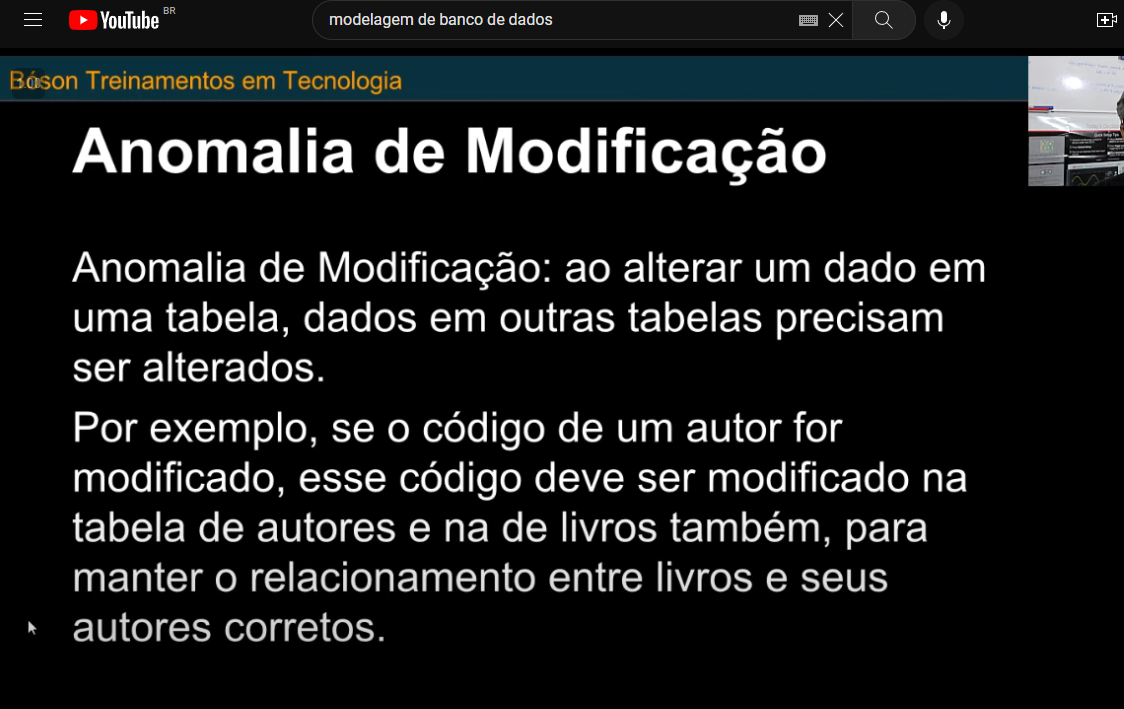 YouTube BR
modelagem de banco de dados
Bóson Treinamentos em Tecnologia
Anomalia de Modificação
Anomalia de Modificação: ao alterar um dado em
uma tabela, dados em outras tabelas precisam
ser alterados.
Por exemplo, se o código de um autor for
modificado, esse código deve ser modificado na
tabela de autores e na de livros também, para
manter o relacionamento entre livros e seus
autores corretos.